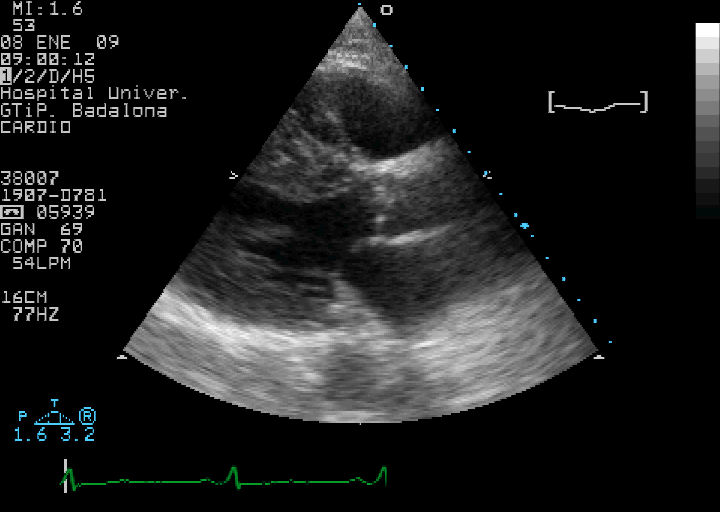 MI:1.6
53
08 ENE 09
09:00:12
1/2/D/H5
Hospital Univer.
GTiP. Badalona
CARDIO
38007
1907-D781
05939
GAN 69
COMP 70
54LPM
16CM
77HZ
T
P R
1.6 3.2